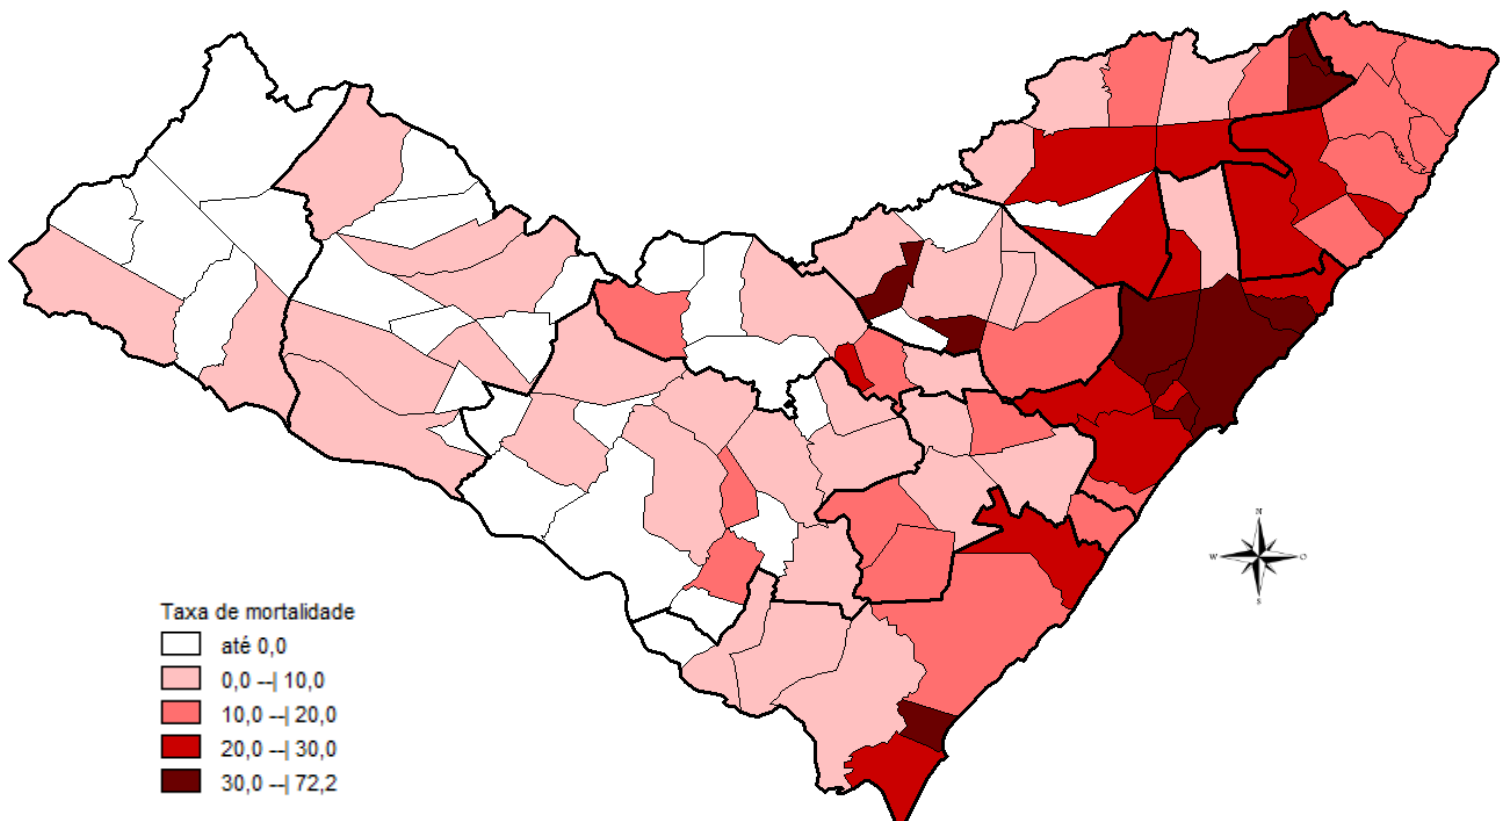 N
W
O
S
Taxa de mortalidade
até 0,0
0,0 --| 10,0
10,0 --| 20,0
20,0 --| 30,0
30,0 --| 72,2